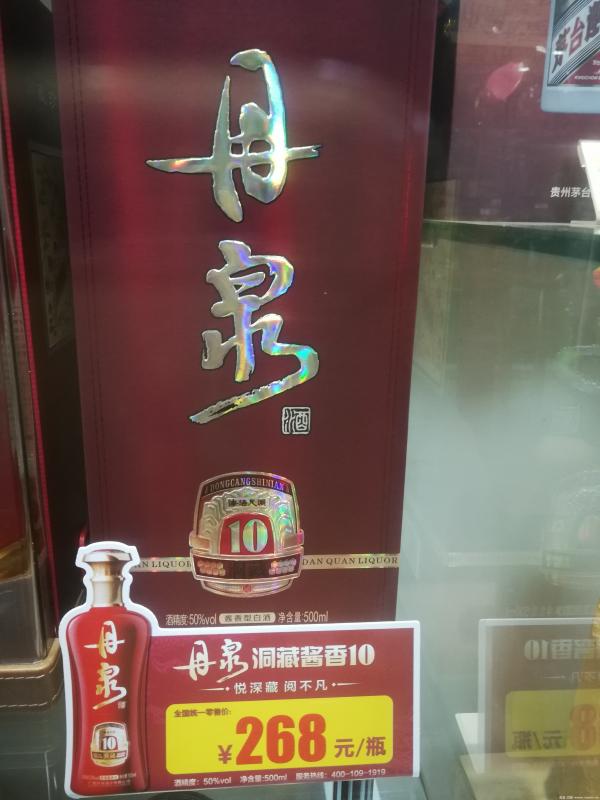 丹
泉
酒
DONGCANGSHINIAN
10
DAN QUAN LIQUOR
酒精度:50%vol 酱香型白酒 净含量:500ml
丹泉 洞藏酱香10
悦深藏 阅不凡
全国统一零售价:
¥268元/瓶
酒精度: 50%vol 净含量:500ml 服务热线: 400-109-1919
丹泉
10
贵州茅台